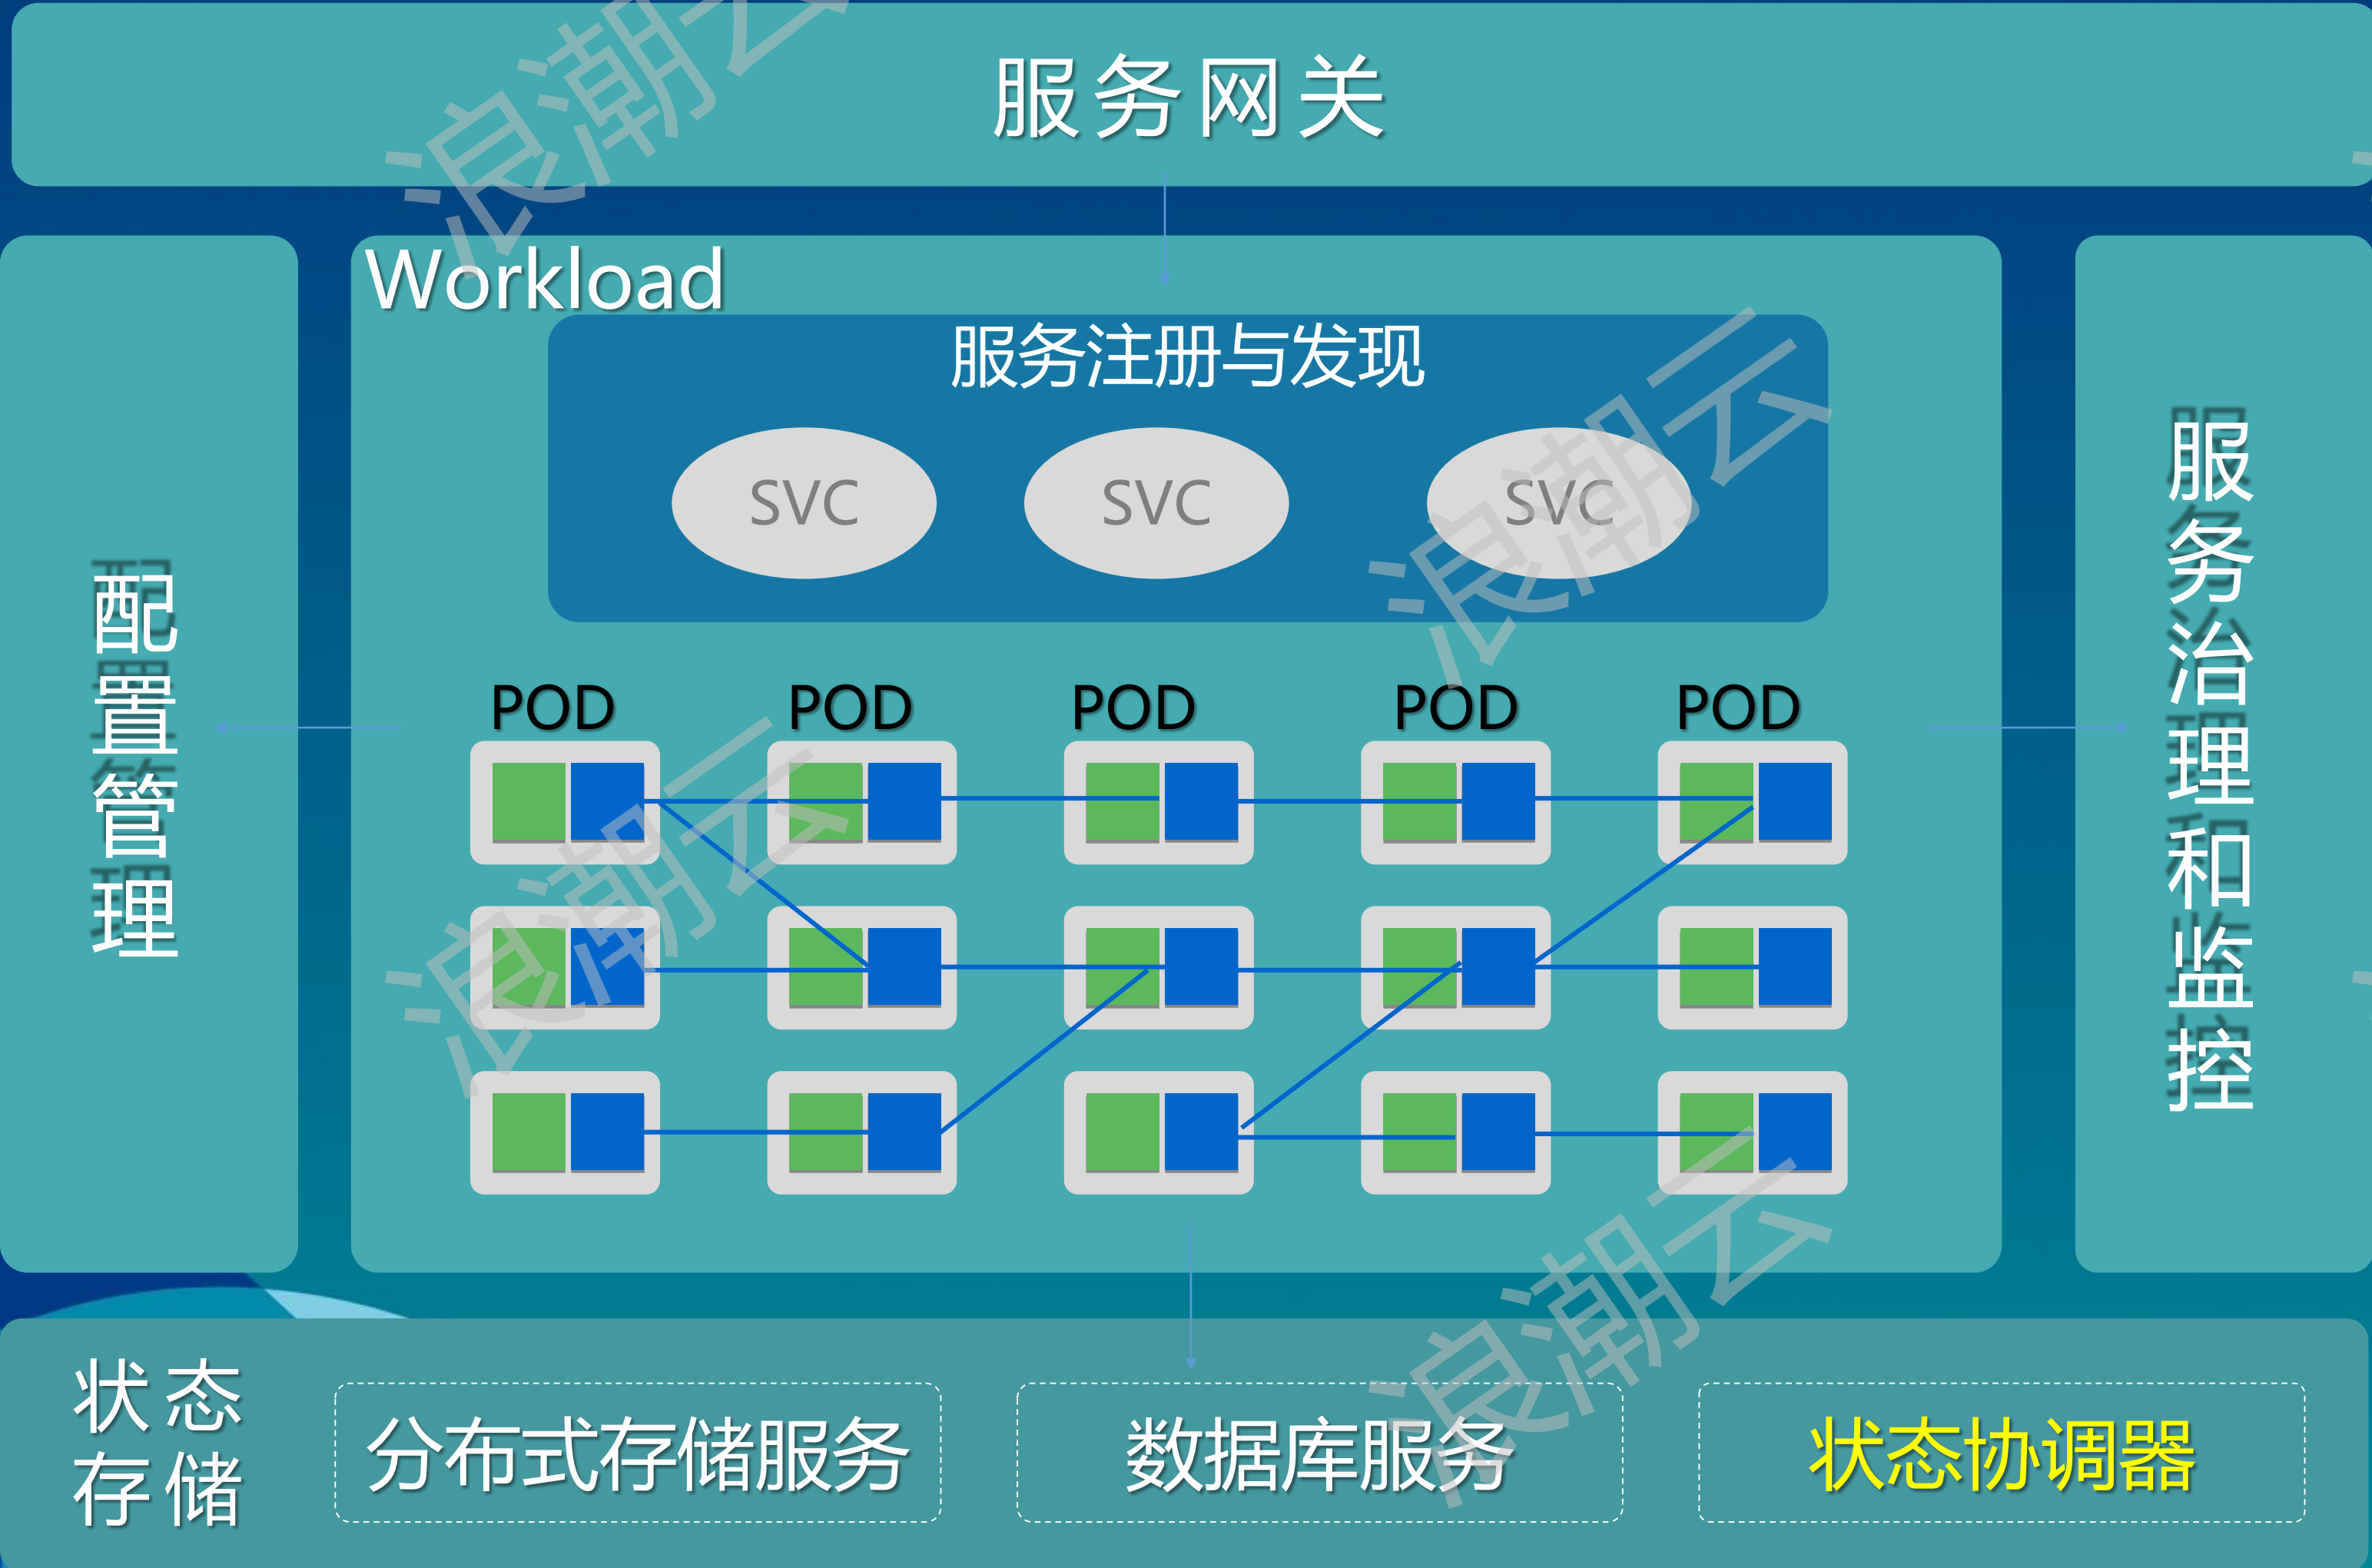 服务网关
Workload
服务注册与发现
SVC
SVC
SVC
配置管理
服务治理和监控
POD
POD
POD
POD
POD
状态
存储
分布式存储服务
数据库服务
状态协调器
浪潮云
浪潮云
浪潮云
浪潮云